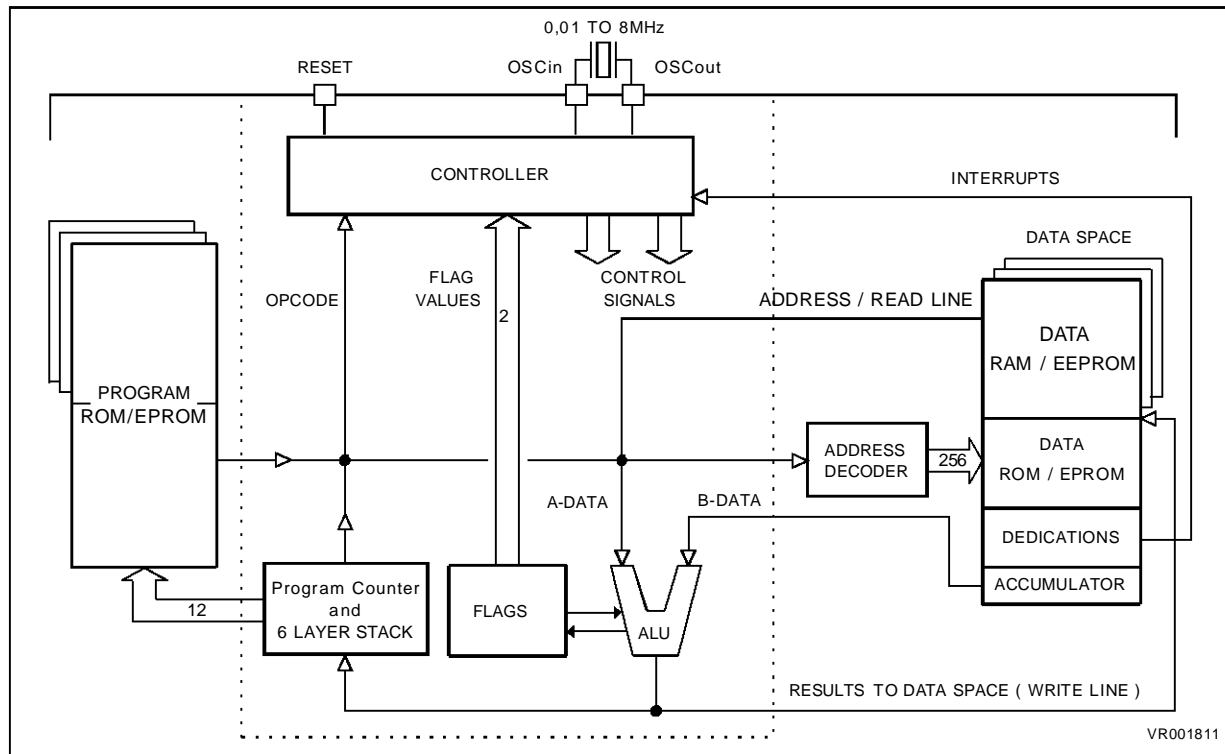 0,01 TO 8MHz
RESET
OSCin
OSCout
CONTROLLER
INTERRUPTS
DATA SPACE
OPCODE
FLAG
VALUES
2
CONTROL
SIGNALS
ADDRESS / READ LINE
DATA
RAM / EEPROM
PROGRAM
ROM/EPROM
ADDRESS
DECODER
256
DATA
ROM / EPROM
A-DATA
B-DATA
DEDICATIONS
ACCUMULATOR
12
Program Counter
and
6 LAYER STACK
FLAGS
ALU
RESULTS TO DATA SPACE ( WRITE LINE )
VR001811